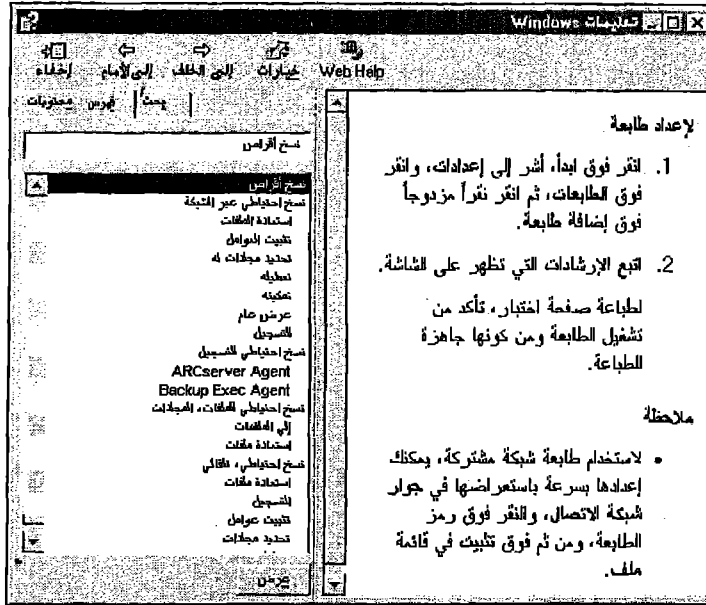 تعليمات Windows
إخفاء
إلى الأمام
إلى الخلف
خيارات
Web Help
محتويات
فهرس
بحث
نسخ أقراص
نسخ أقراص
نسخ احتياطي عبر الشبكة
استعادة الملفات
تثبيت العوامل
تحديد مجلدات له
تعطيله
تمكينه
عرض عام
التسجيل
نسخ احتياطي للتسجيل
ARCserver Agent
Backup Exec Agent
نسخ احتياطي للملفات، المجلدات
إلى الملفات
استعادة ملفات
نسخ احتياطي، تلقائي
استعادة ملفات
التسجيل
تثبيت عوامل
تحديد مجلدات
عرض
لإعداد طابعة
1. انقر فوق ابدأ، أشر إلى إعدادات، وانقر
فوق الطابعات، ثم انقر نقراً مزدوجاً
فوق إضافة طابعة.
2. اتبع الإرشادات التي تظهر على الشاشة.
لطباعة صفحة اختبار، تأكد من
تشغيل الطابعة ومن كونها جاهزة
للطباعة.
ملاحظة
• لاستخدام طابعة شبكة مشتركة، يمكنك
إعدادها بسرعة باستعراضها في جوار
شبكة الاتصال، والنقر فوق رمز
الطابعة، ومن ثم فوق تثبيت في قائمة
ملف.